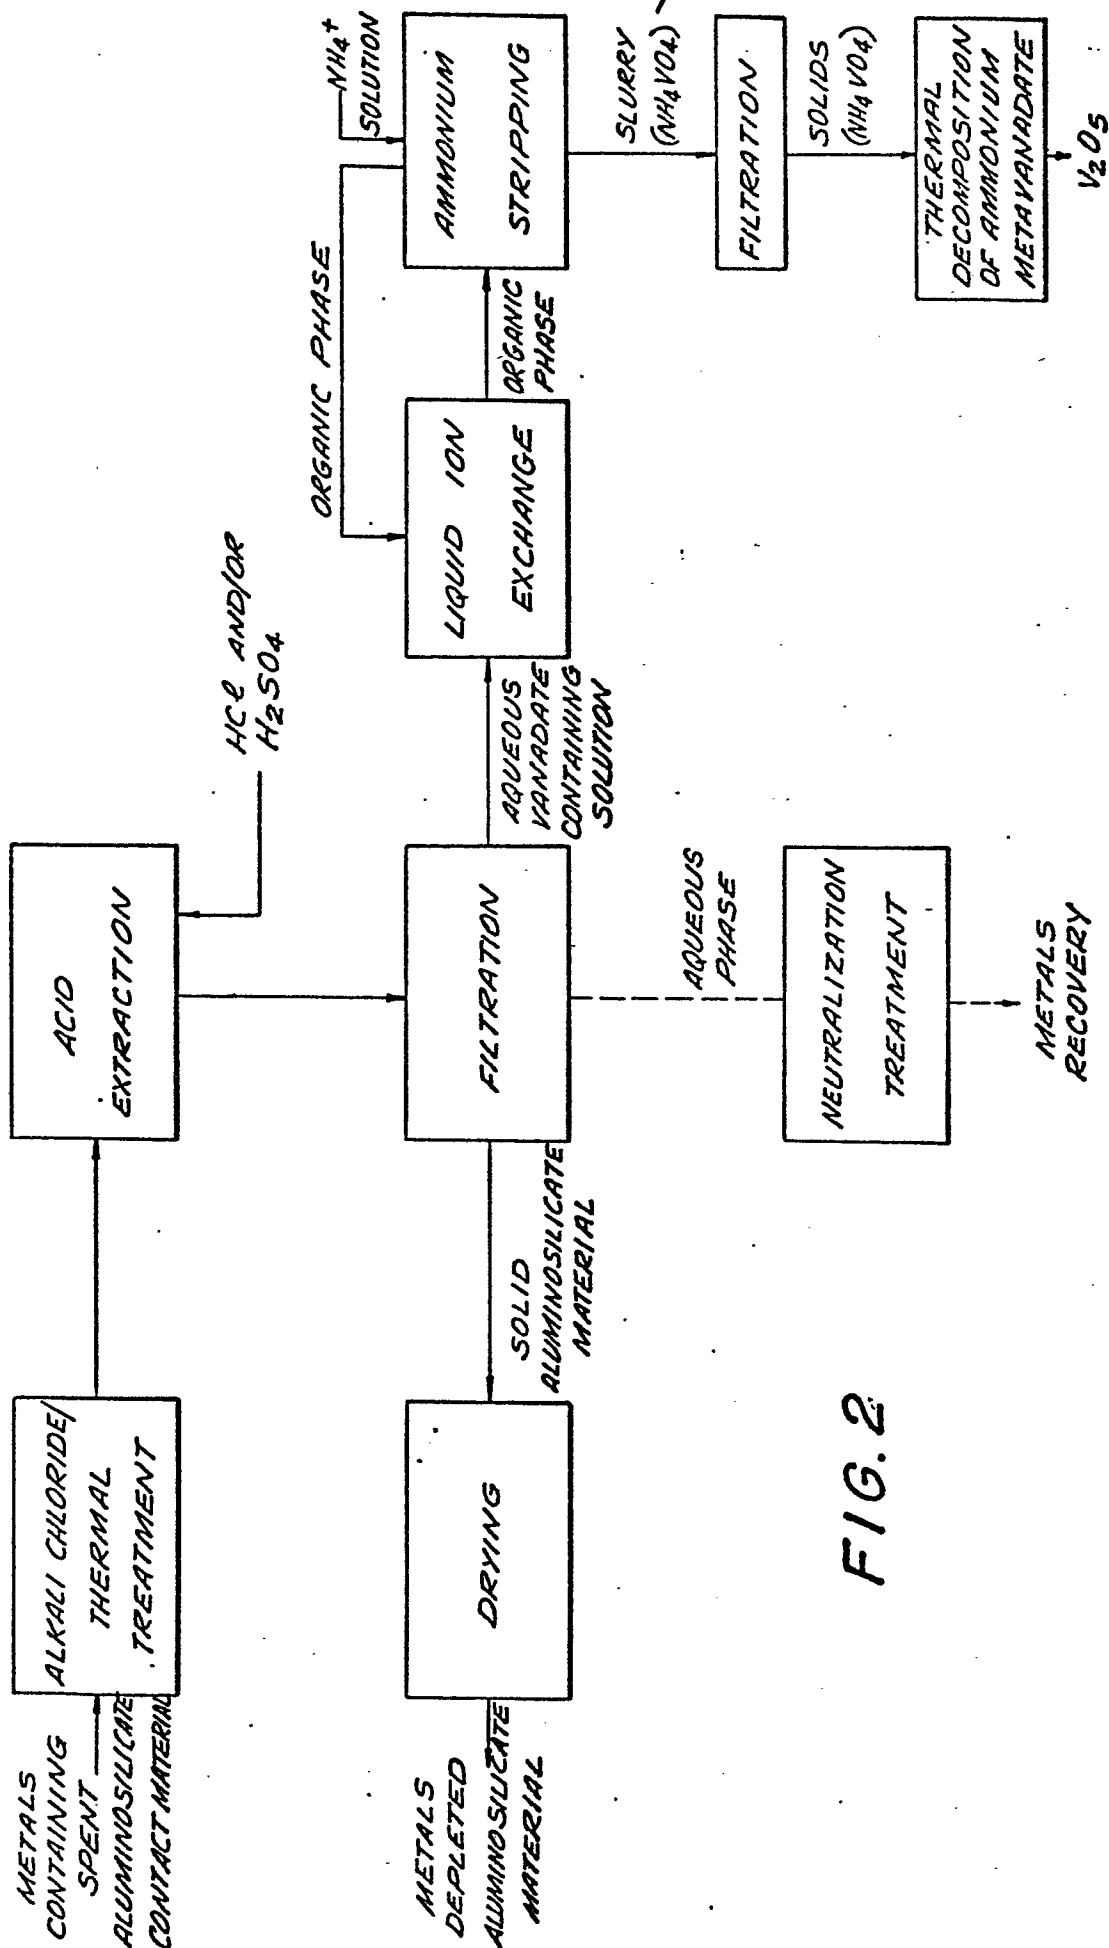 METALS
CONTAINING
SPENT
ALUMINOSILICATE
CONTACT MATERIAL
ALKALI CHLORIDE/
THERMAL
TREATMENT
ACID
EXTRACTION
HCl AND/OR
H2SO4
METALS
DEPLETED
ALUMINOSILICATE
MATERIAL
DRYING
SOLID
ALUMINOSILICATE
MATERIAL
FILTRATION
AQUEOUS
VANADATE
CONTAINING
SOLUTION
LIQUID ION
EXCHANGE
ORGANIC PHASE
ORGANIC
PHASE
NH4+
SOLUTION
AMMONIUM
STRIPPING
SLURRY
(NH4VO4)
FILTRATION
SOLIDS
(NH4VO4)
THERMAL
DECOMPOSITION
OF AMMONIUM
METAVANADATE
V2O5
AQUEOUS
PHASE
NEUTRALIZATION
TREATMENT
METALS
RECOVERY
FIG. 2